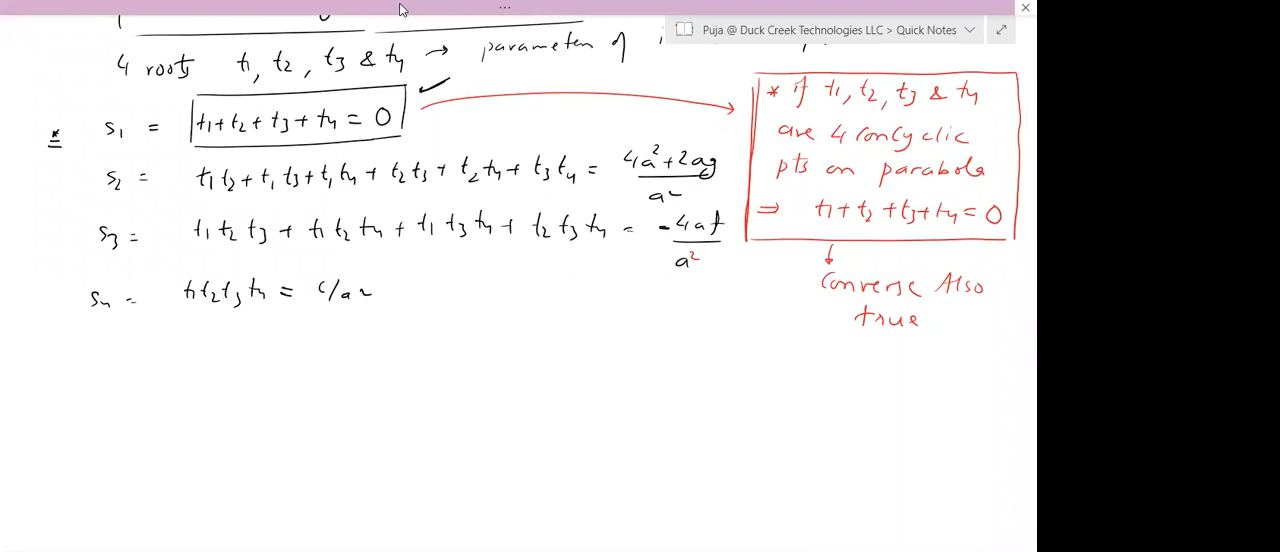 Puja @ Duck Creek Technologies LLC > Quick Notes
4 roots t1, t2, t3 & t4 → parameter of
* S1 = t1+t2+t3+t4 = 0 ✓
S2 = t1t2+t1t3+t1t4+t2t3+t2t4+t3t4 = (4a²+2ag)/a²
S3 = t1t2t3+t1t2t4+t1t3t4+t2t3t4 = -4af/a²
S4 = t1t2t3t4 = c/a²
* if t1, t2, t3 & t4
are 4 concyclic
pts on parabola
⇒ t1+t2+t3+t4=0
Converse Also
true